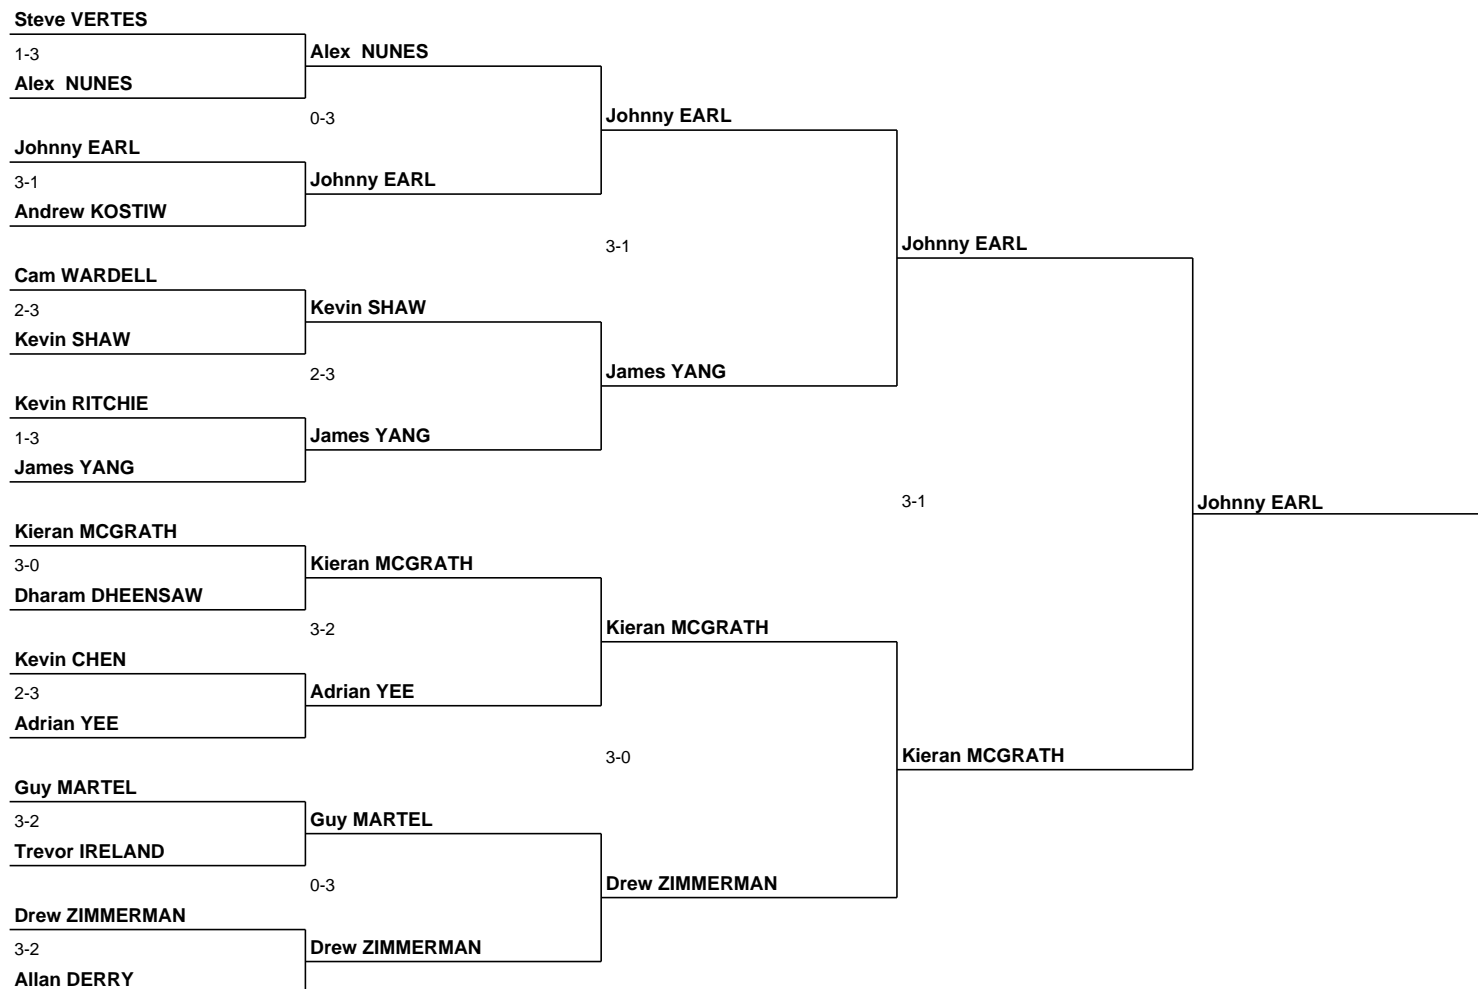 Steve VERTES
1-3
Alex  NUNES
Alex  NUNES
0-3
Johnny EARL
3-1
Andrew KOSTIW
Johnny EARL
Johnny EARL
3-1
Cam WARDELL
2-3
Kevin SHAW
Kevin SHAW
2-3
Kevin RITCHIE
1-3
James YANG
James YANG
James YANG
Johnny EARL
3-1
Johnny EARL
Kieran MCGRATH
3-0
Dharam DHEENSAW
Kieran MCGRATH
3-2
Kevin CHEN
2-3
Adrian YEE
Adrian YEE
Kieran MCGRATH
3-0
Kieran MCGRATH
Guy MARTEL
3-2
Trevor IRELAND
Guy MARTEL
0-3
Drew ZIMMERMAN
3-2
Allan DERRY
Drew ZIMMERMAN
Drew ZIMMERMAN